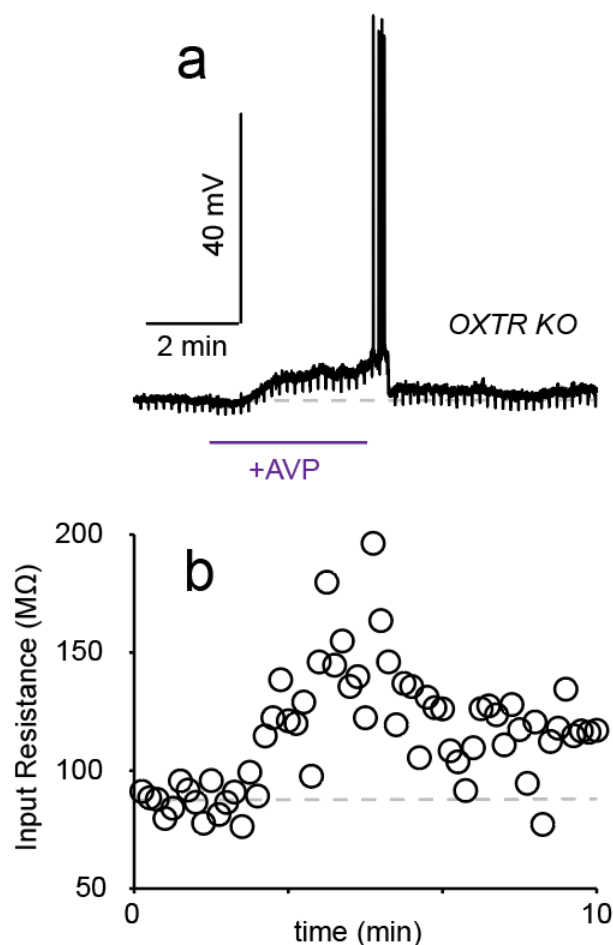 a
40 mV
2 min
OXTR KO
+AVP
b
Input Resistance (MΩ)
200
150
100
50
0
10
time (min)